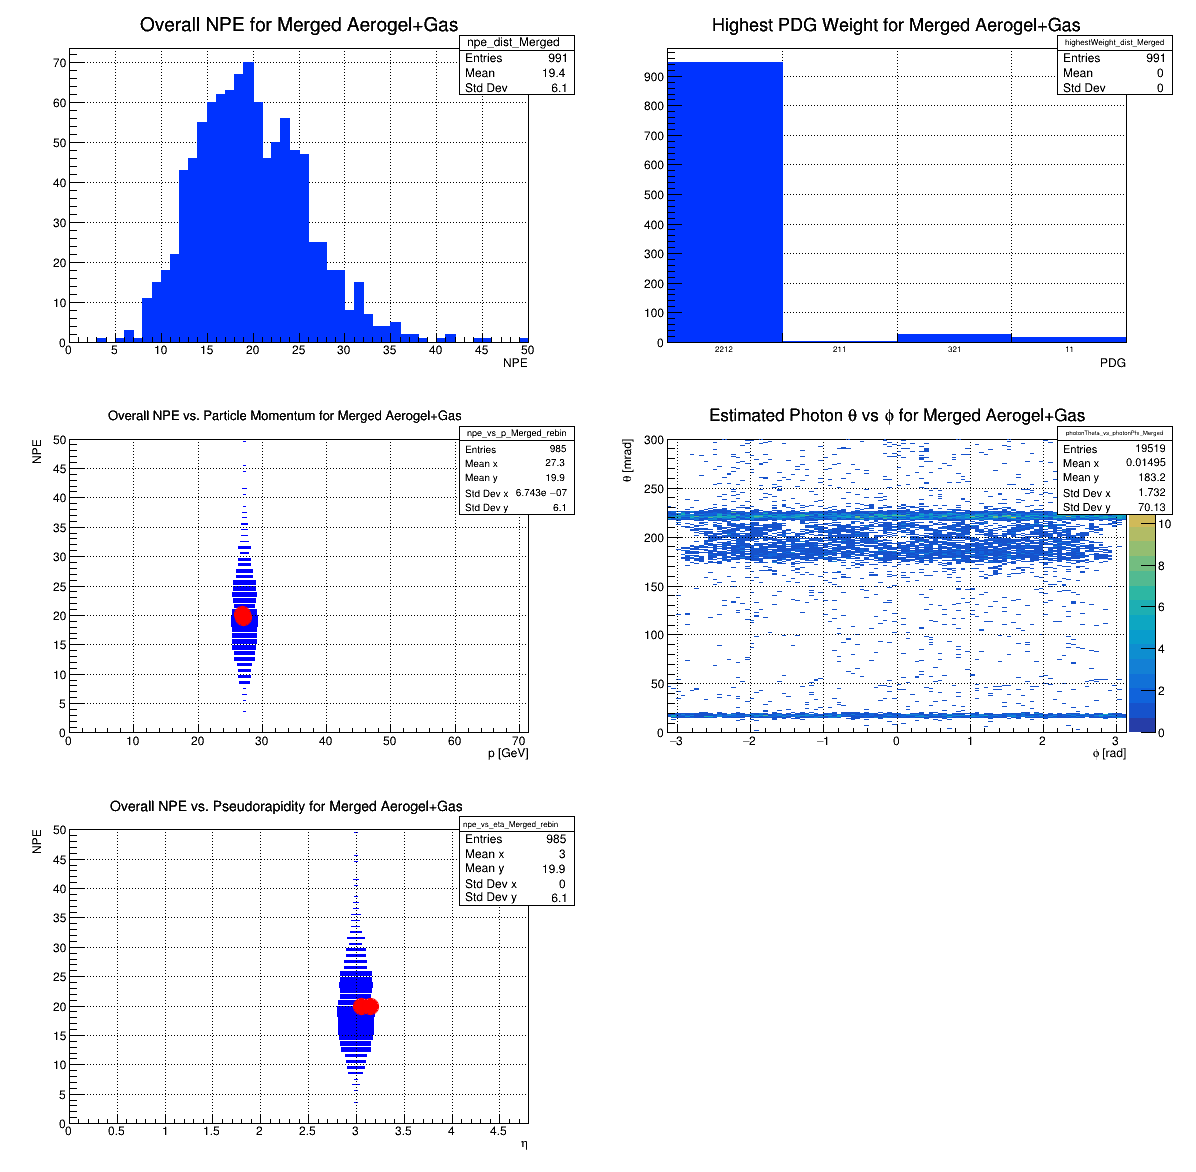 Overall NPE for Merged Aerogel+Gas
npe_dist_Merged
Entries 991
Mean 19.4
Std Dev 6.1
70
60
50
40
30
20
10
0
0 5 10 15 20 25 30 35 40 45 50
NPE
Highest PDG Weight for Merged Aerogel+Gas
highestWeight_dist_Merged
Entries 991
Mean 0
Std Dev 0
900
800
700
600
500
400
300
200
100
0
2212 211 321 11
PDG
Overall NPE vs. Particle Momentum for Merged Aerogel+Gas
npe_vs_p_Merged_rebin
Entries 985
Mean x 27.3
Mean y 19.9
Std Dev x 6.743e −07
Std Dev y 6.1
NPE
50
45
40
35
30
25
20
15
10
5
0
0 10 20 30 40 50 60 70
p [GeV]
Estimated Photon θ vs ϕ for Merged Aerogel+Gas
photonTheta_vs_photonPhi_Merged
Entries 19519
Mean x 0.01495
Mean y 183.2
Std Dev x 1.732
Std Dev y 70.13
θ [mrad]
300
250
200
150
100
50
0
−3 −2 −1 0 1 2 3
ϕ [rad]
10
8
6
4
2
0
Overall NPE vs. Pseudorapidity for Merged Aerogel+Gas
npe_vs_eta_Merged_rebin
Entries 985
Mean x 3
Mean y 19.9
Std Dev x 0
Std Dev y 6.1
NPE
50
45
40
35
30
25
20
15
10
5
0
0 0.5 1 1.5 2 2.5 3 3.5 4 4.5
η